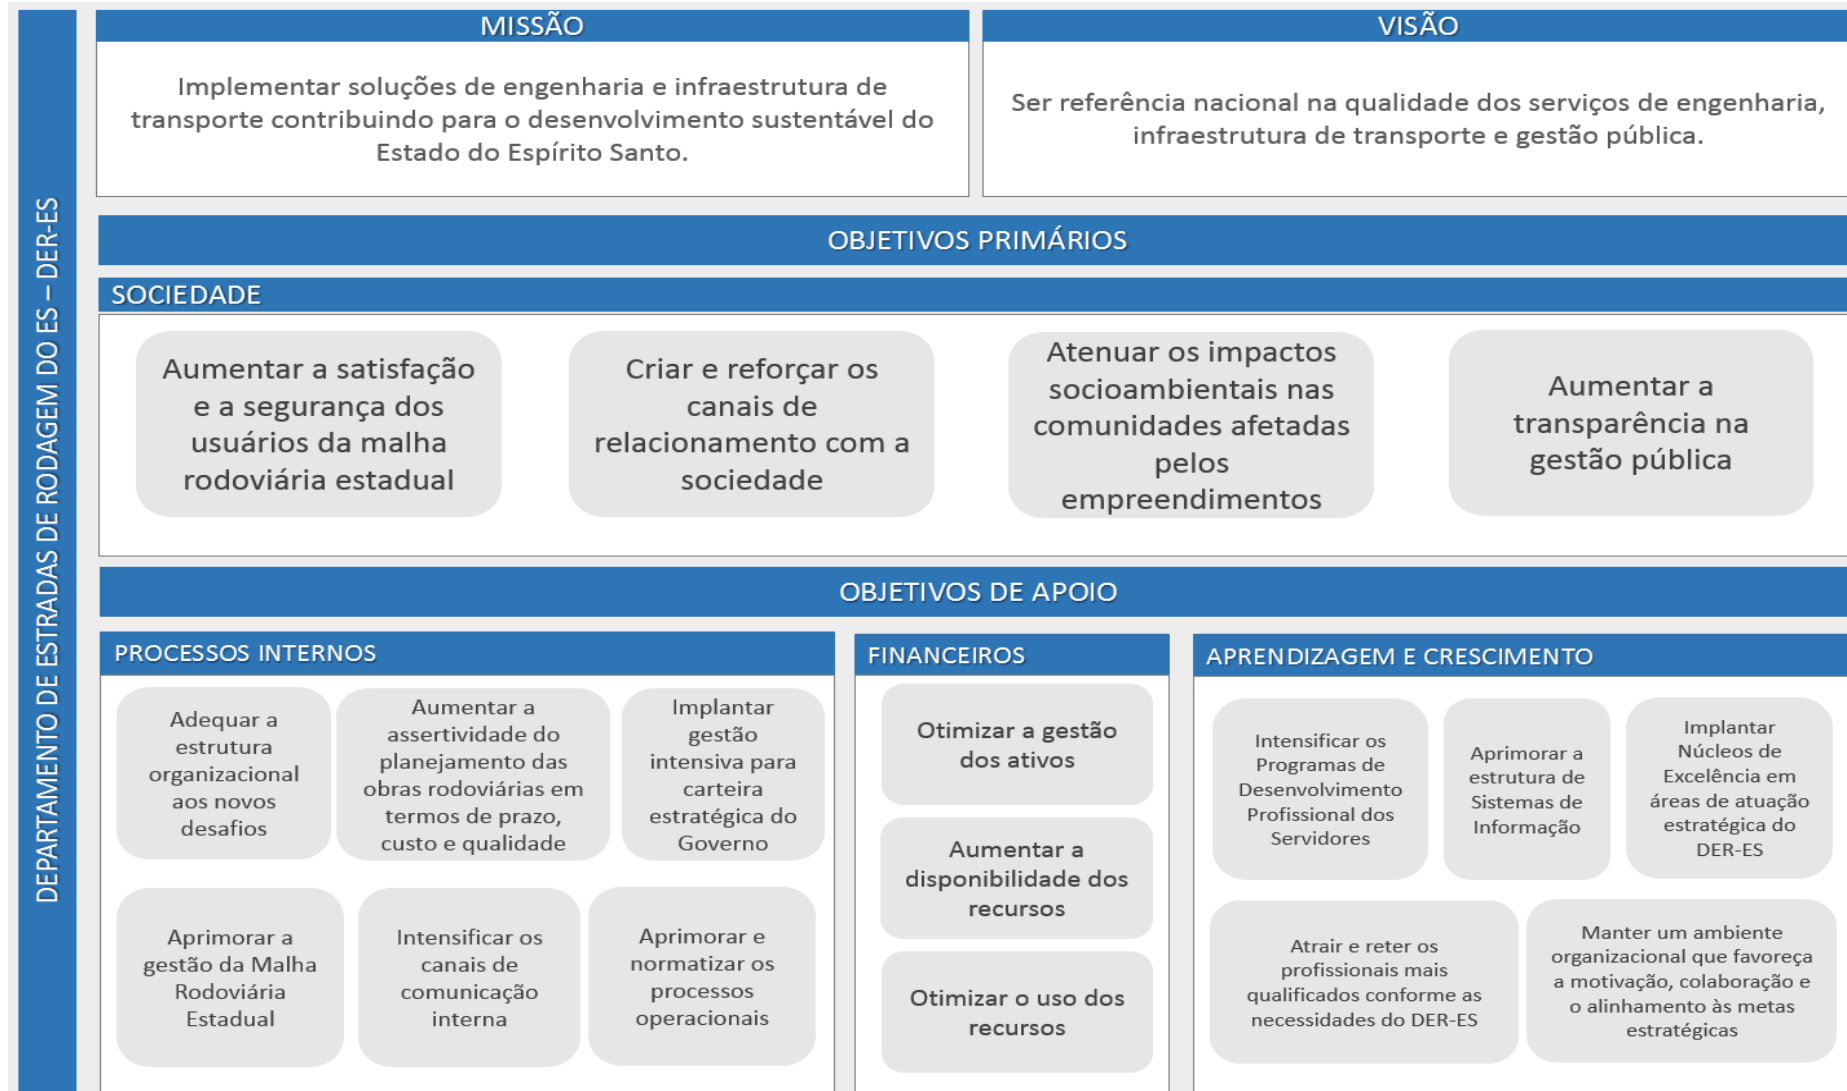 DEPARTAMENTO DE ESTRADAS DE RODAGEM DO ES – DER-ES
MISSÃO
Implementar soluções de engenharia e infraestrutura de
transporte contribuindo para o desenvolvimento sustentável do
Estado do Espírito Santo.
VISÃO
Ser referência nacional na qualidade dos serviços de engenharia,
infraestrutura de transporte e gestão pública.
OBJETIVOS PRIMÁRIOS
SOCIEDADE
Aumentar a satisfação
e a segurança dos
usuários da malha
rodoviária estadual
Criar e reforçar os
canais de
relacionamento com a
sociedade
Atenuar os impactos
socioambientais nas
comunidades afetadas
pelos
empreendimentos
Aumentar a
transparência na
gestão pública
OBJETIVOS DE APOIO
PROCESSOS INTERNOS
Adequar a
estrutura
organizacional
aos novos
desafios
Aumentar a
assertividade do
planejamento das
obras rodoviárias em
termos de prazo,
custo e qualidade
Implantar
gestão
intensiva para
carteira
estratégica do
Governo
Aprimorar a
gestão da Malha
Rodoviária
Estadual
Intensificar os
canais de
comunicação
interna
Aprimorar e
normatizar os
processos
operacionais
FINANCEIROS
Otimizar a gestão
dos ativos
Aumentar a
disponibilidade dos
recursos
Otimizar o uso dos
recursos
APRENDIZAGEM E CRESCIMENTO
Intensificar os
Programas de
Desenvolvimento
Profissional dos
Servidores
Aprimorar a
estrutura de
Sistemas de
Informação
Implantar
Núcleos de
Excelência em
áreas de atuação
estratégica do
DER-ES
Atrair e reter os
profissionais mais
qualificados conforme as
necessidades do DER-ES
Manter um ambiente
organizacional que favoreça
a motivação, colaboração e
o alinhamento às metas
estratégicas